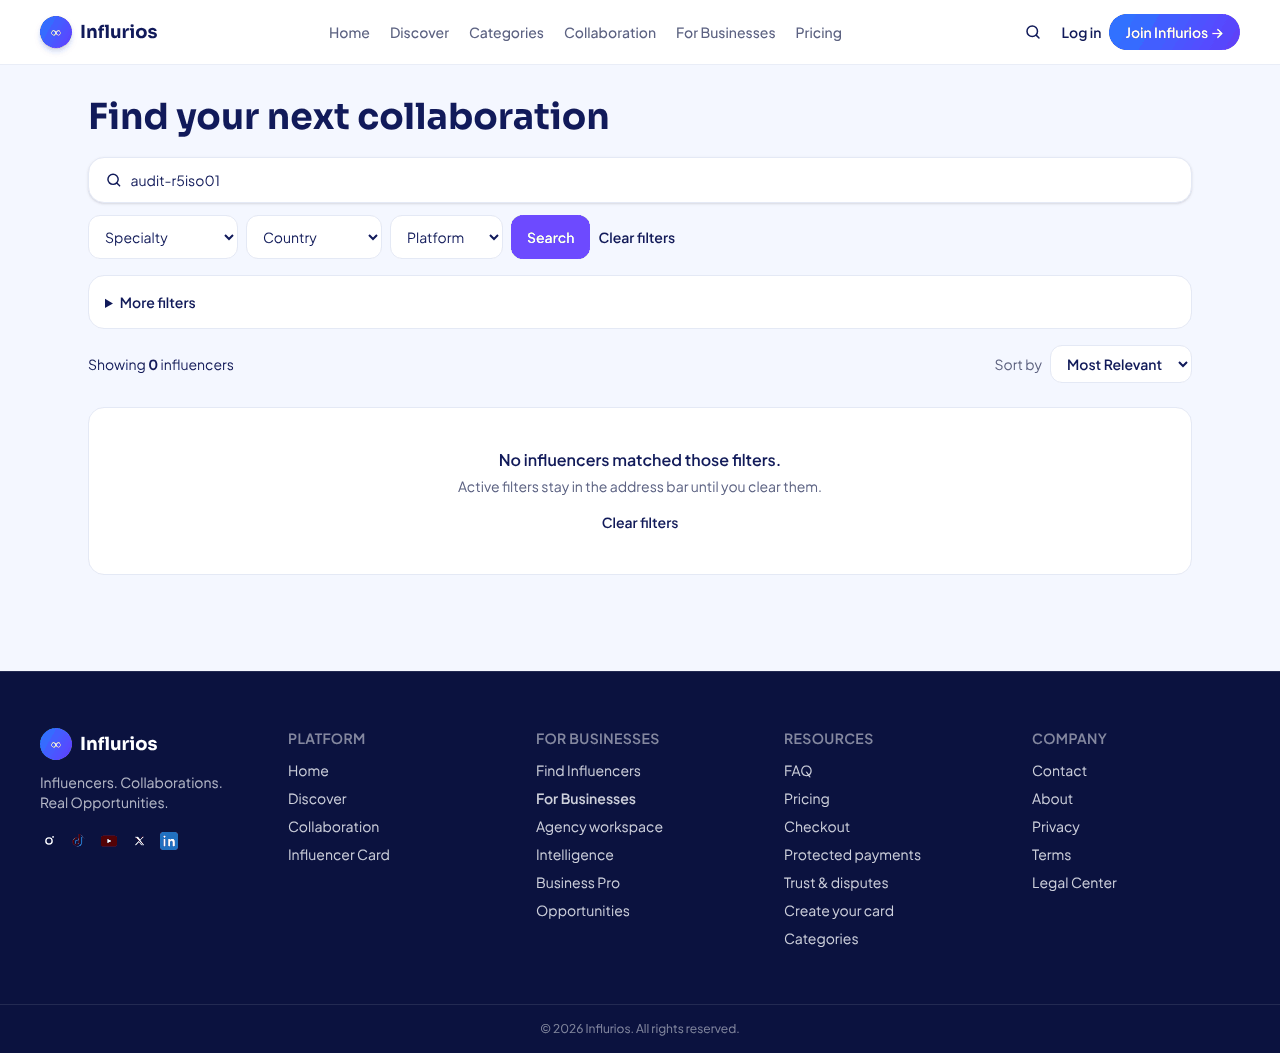 ∞ Influrios
Home Discover Categories Collaboration For Businesses Pricing
Log in
Join Influrios →
Find your next collaboration
audit-r5iso01
Specialty Country Platform Search Clear filters
More filters
Showing 0 influencers
Sort by Most Relevant
No influencers matched those filters.
Active filters stay in the address bar until you clear them.
Clear filters
∞ Influrios
Influencers. Collaborations.
Real Opportunities.
PLATFORM
Home
Discover
Collaboration
Influencer Card
FOR BUSINESSES
Find Influencers
For Businesses
Agency workspace
Intelligence
Business Pro
Opportunities
RESOURCES
FAQ
Pricing
Checkout
Protected payments
Trust & disputes
Create your card
Categories
COMPANY
Contact
About
Privacy
Terms
Legal Center
© 2026 Influrios. All rights reserved.